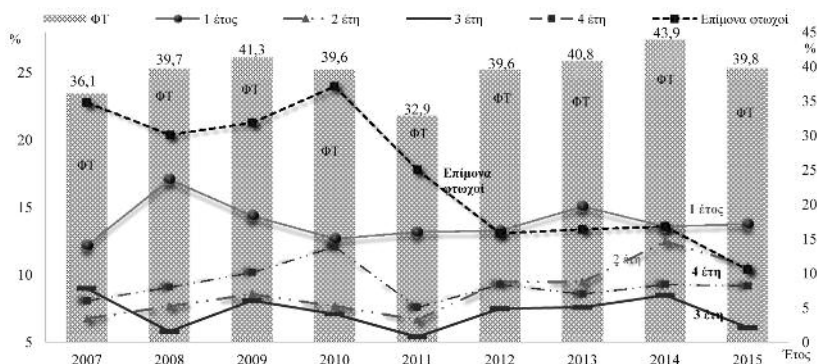 ΦΤ 1 έτος 2 έτη 3 έτη 4 έτη Επίμονα φτωχοί
% 45
%
40
35
30
25
20
15
10
5
0
25
20
15
10
5
36,1 39,7 41,3 39,6 32,9 39,6 40,8 43,9 39,8
ΦΤ ΦΤ ΦΤ ΦΤ ΦΤ ΦΤ ΦΤ ΦΤ ΦΤ
Επίμονα
φτωχοί
1 έτος
2 έτη
4 έτη
3 έτη
2007 2008 2009 2010 2011 2012 2013 2014 2015
Έτος